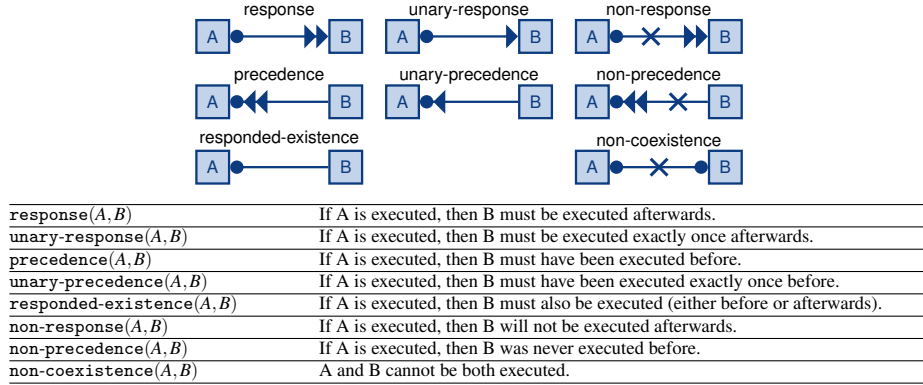 response unary-response non-response
A B A B A B
precedence unary-precedence non-precedence
A B A B A B
responded-existence non-coexistence
A B A B
response(A,B) If A is executed, then B must be executed afterwards.
unary-response(A,B) If A is executed, then B must be executed exactly once afterwards.
precedence(A,B) If A is executed, then B must have been executed before.
unary-precedence(A,B) If A is executed, then B must have been executed exactly once before.
responded-existence(A,B) If A is executed, then B must also be executed (either before or afterwards).
non-response(A,B) If A is executed, then B will not be executed afterwards.
non-precedence(A,B) If A is executed, then B was never executed before.
non-coexistence(A,B) A and B cannot be both executed.